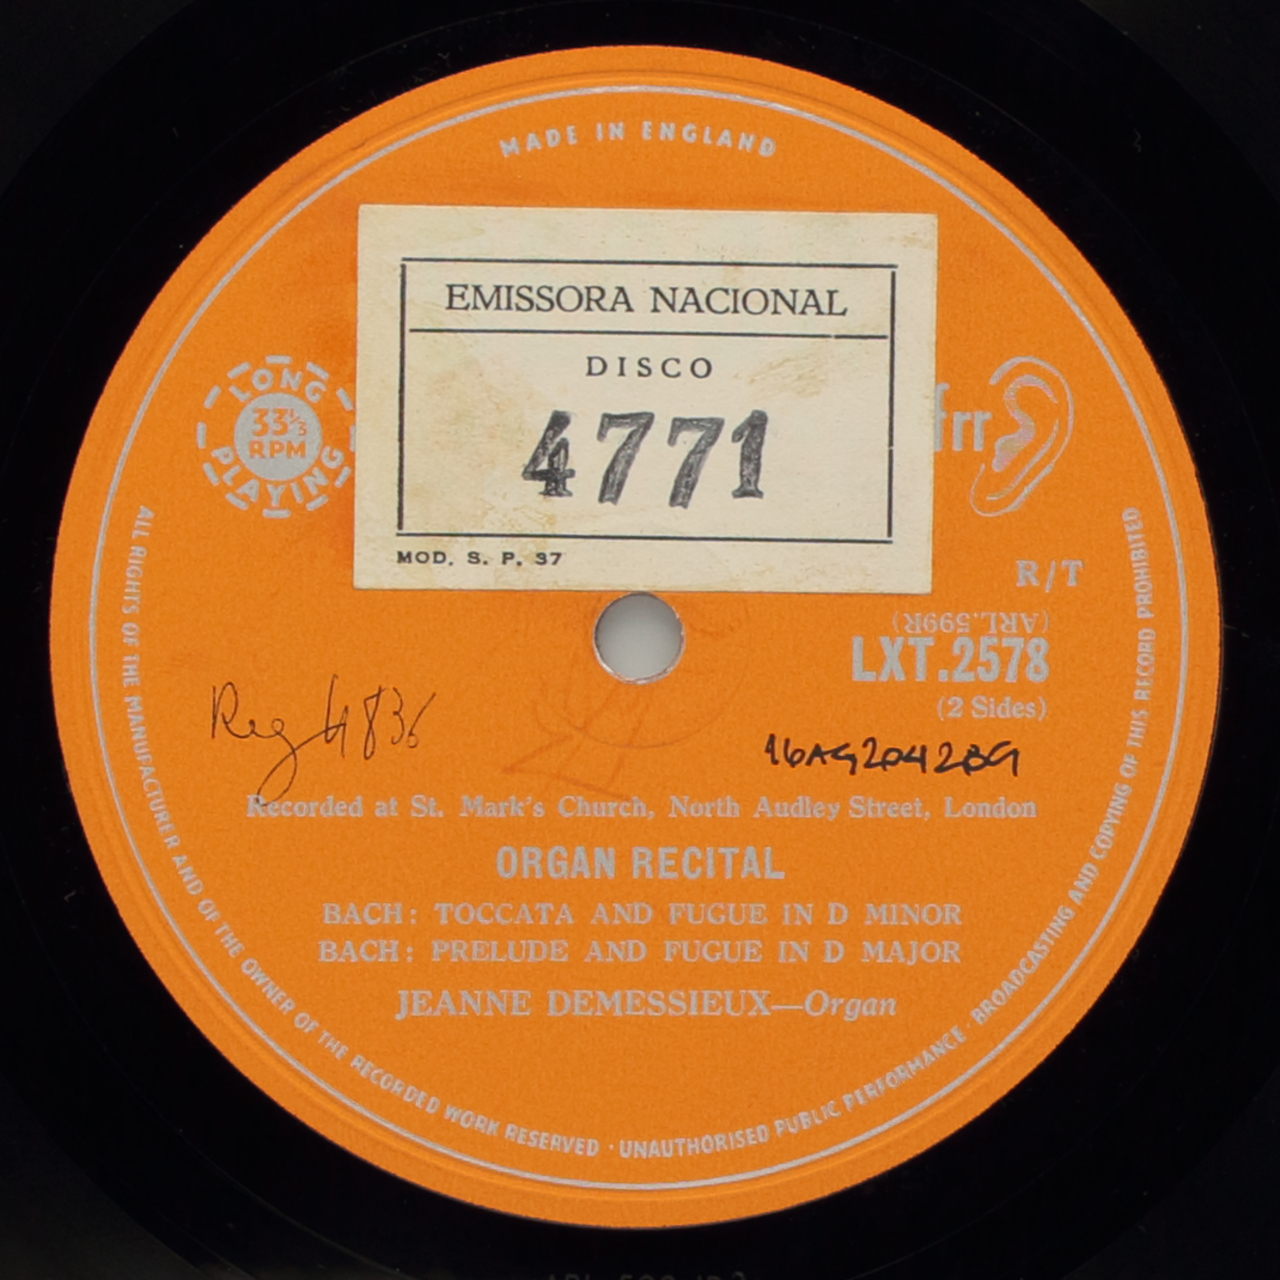 MADE IN ENGLAND
EMISSORA NACIONAL
DISCO
4771
MOD. S. P. 37
LONG
33⅓
RPM
PLAYING
ffrr
R/T
(ARL.599R)
LXT.2578
(2 Sides)
Reg 4836
16AG204289
Recorded at St. Mark's Church, North Audley Street, London
ORGAN RECITAL
BACH: TOCCATA AND FUGUE IN D MINOR
BACH: PRELUDE AND FUGUE IN D MAJOR
JEANNE DEMESSIEUX—Organ
ALL RIGHTS OF THE MANUFACTURER AND OF THE OWNER OF THE RECORDED WORK RESERVED · UNAUTHORISED PUBLIC PERFORMANCE · BROADCASTING AND COPYING OF THIS RECORD PROHIBITED